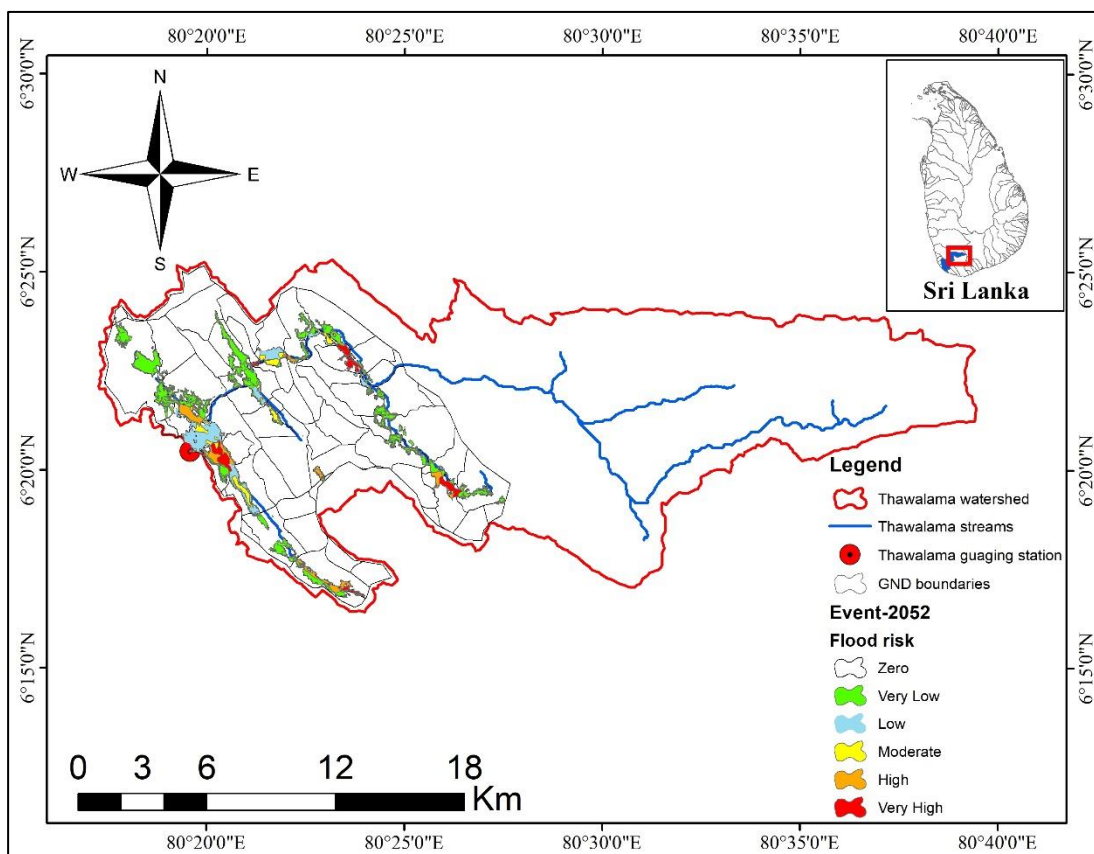 80°20'0"E 80°25'0"E 80°30'0"E 80°35'0"E 80°40'0"E
6°30'0"N
6°30'0"N
N
W
E
S
Sri Lanka
6°25'0"N
6°25'0"N
6°20'0"N
6°20'0"N
Legend
Thawalama watershed
Thawalama streams
Thawalama guaging station
GND boundaries
Event-2052
Flood risk
Zero
Very Low
Low
Moderate
High
Very High
6°15'0"N
6°15'0"N
0 3 6 12 18
Km
80°20'0"E 80°25'0"E 80°30'0"E 80°35'0"E 80°40'0"E